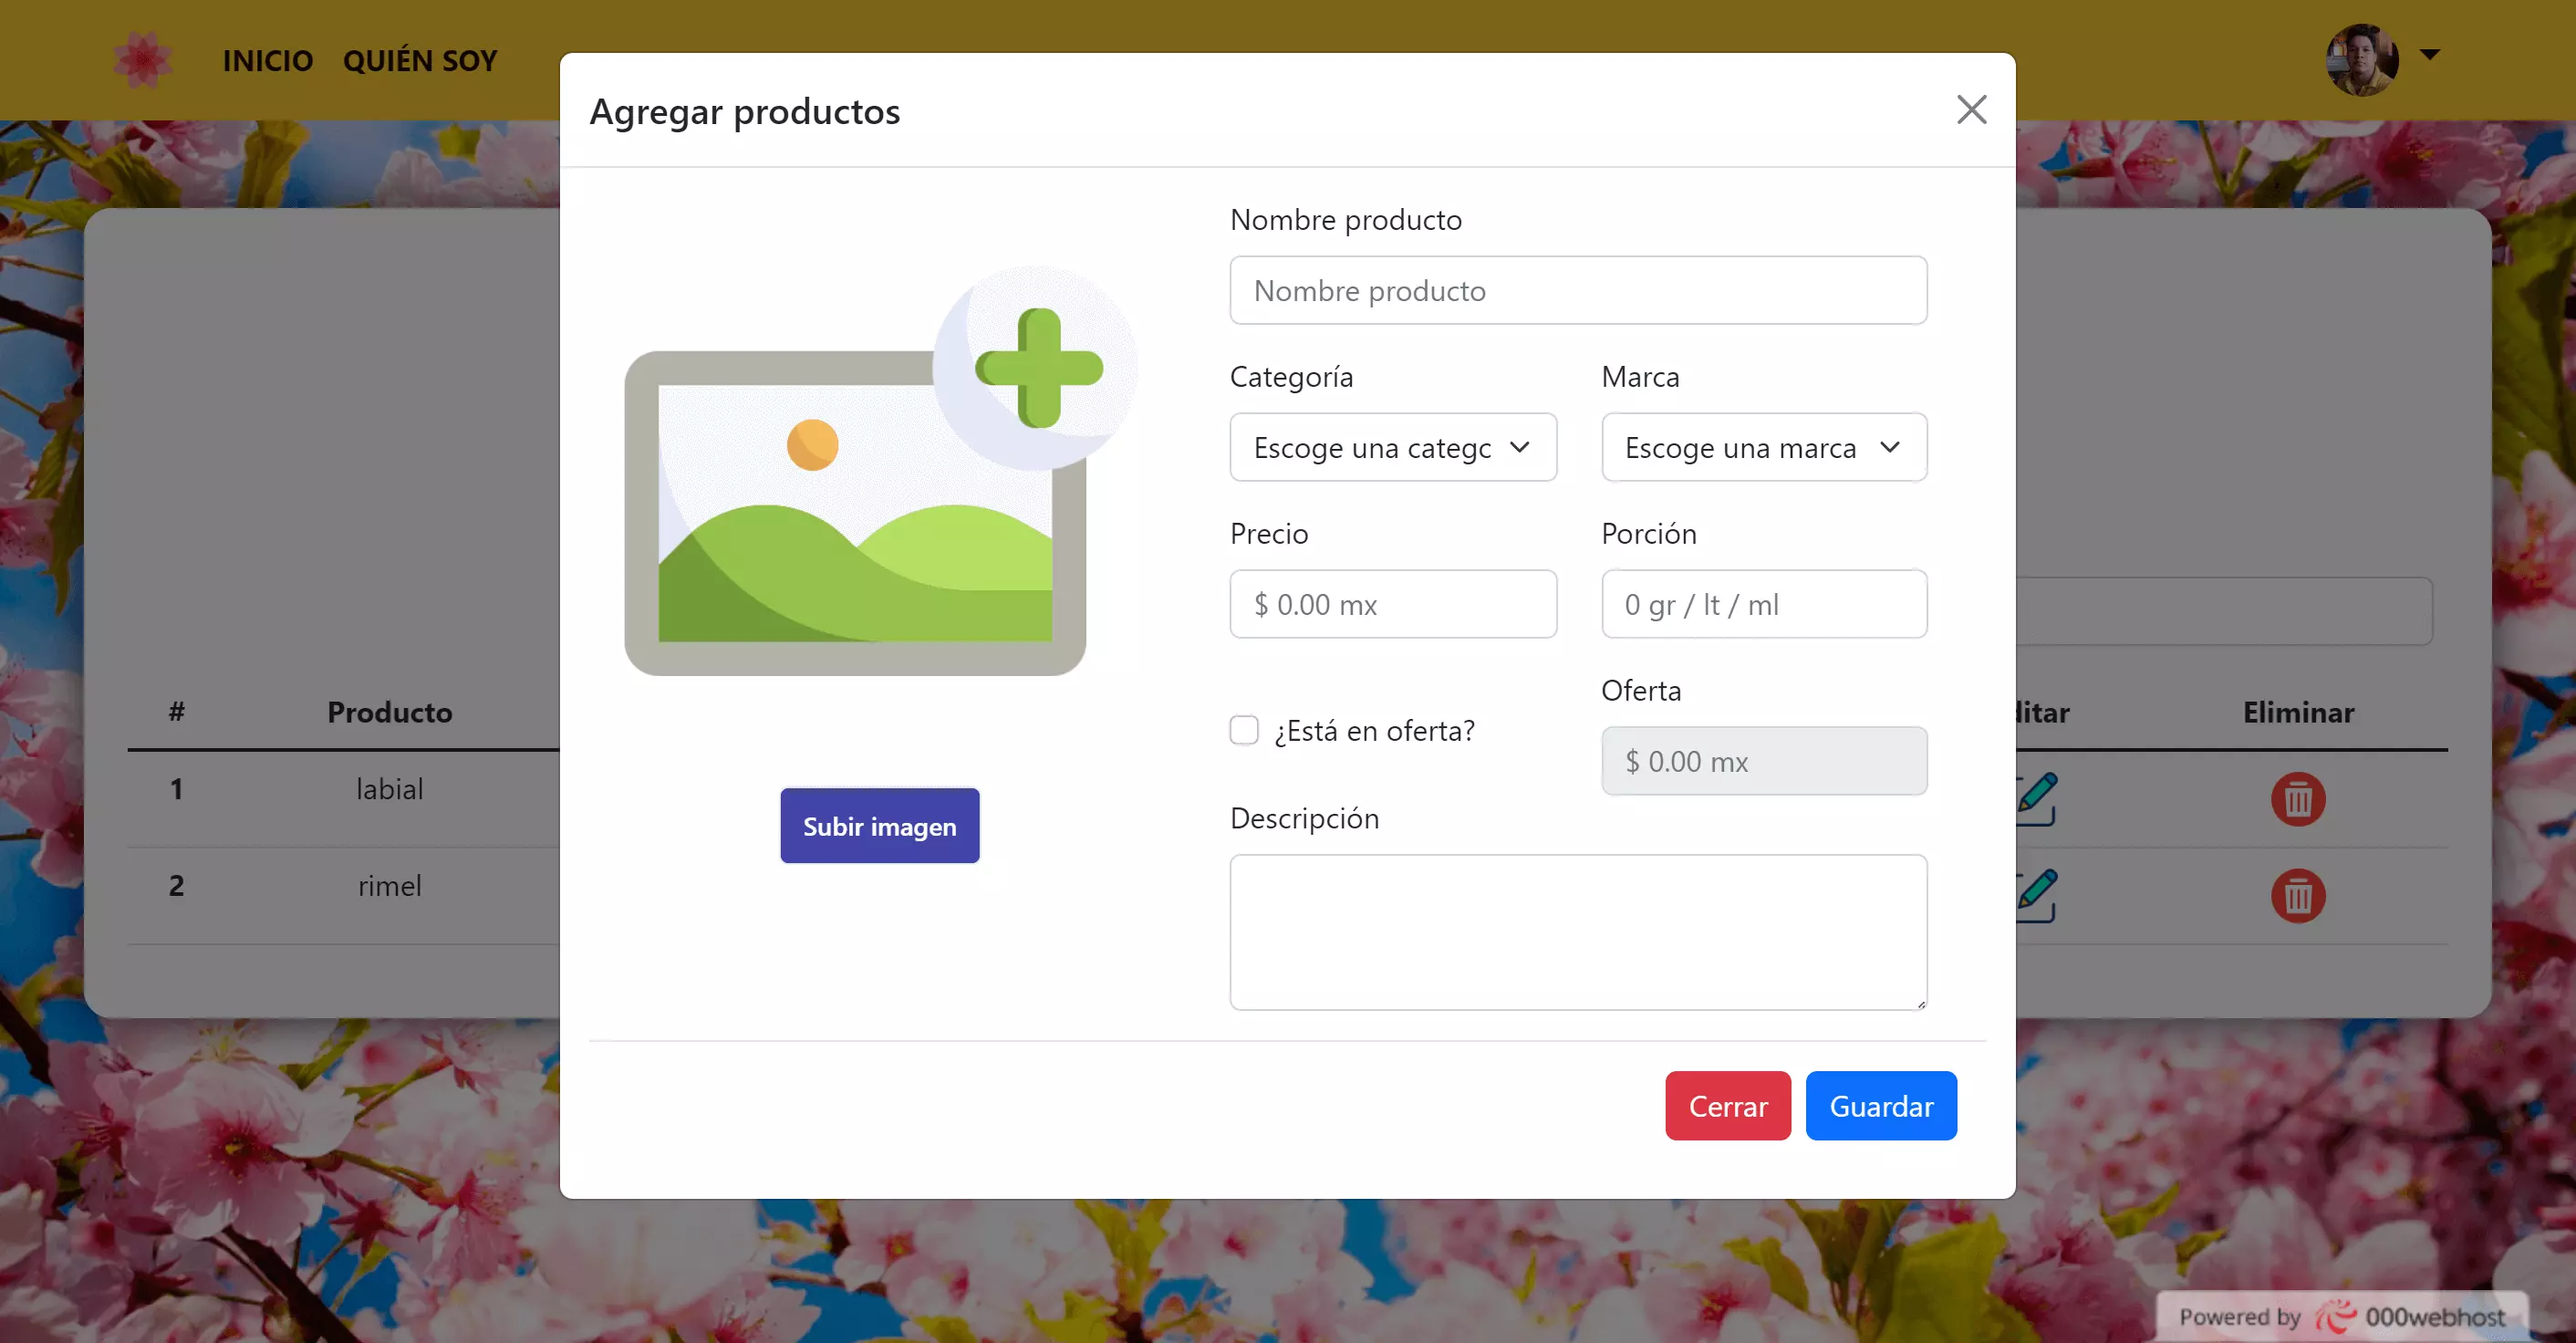 INICIO QUIÉN SOY
Agregar productos
Nombre producto
Nombre producto
Categoría Marca
Escoge una categc Escoge una marca
Precio Porción
$ 0.00 mx 0 gr / lt / ml
Oferta
¿Está en oferta?
$ 0.00 mx
Subir imagen
Descripción
Cerrar Guardar
# Producto ditar Eliminar
1 labial
2 rimel
Powered by 000webhost